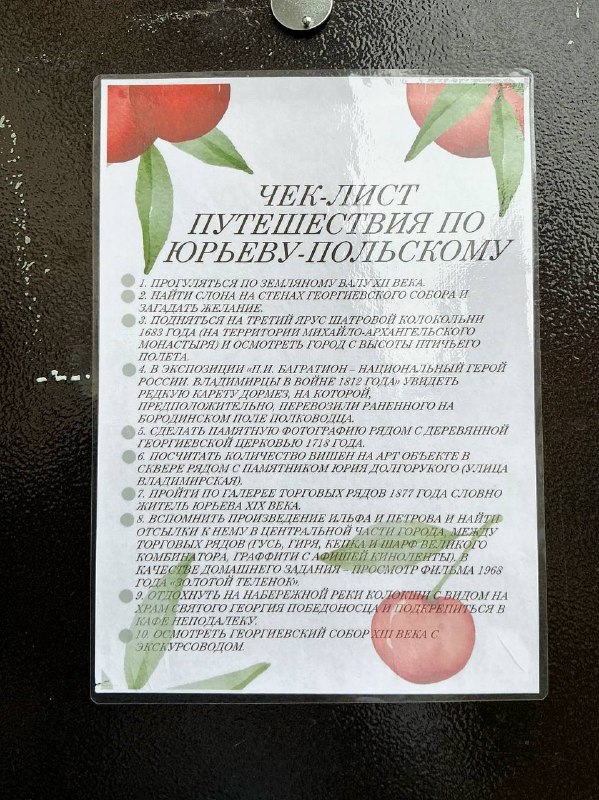 ЧЕК-ЛИСТ
ПУТЕШЕСТВИЯ ПО
ЮРЬЕВУ-ПОЛЬСКОМУ
1. ПРОГУЛЯТЬСЯ ПО ЗЕМЛЯНОМУ ВАЛУ XII ВЕКА.
2. НАЙТИ СЛОНА НА СТЕНАХ ГЕОРГИЕВСКОГО СОБОРА И
ЗАГАДАТЬ ЖЕЛАНИЕ.
3. ПОДНЯТЬСЯ НА ТРЕТИЙ ЯРУС ШАТРОВОЙ КОЛОКОЛЬНИ
1683 ГОДА (НА ТЕРРИТОРИИ МИХАЙЛО-АРХАНГЕЛЬСКОГО
МОНАСТЫРЯ) И ОСМОТРЕТЬ ГОРОД С ВЫСОТЫ ПТИЧЬЕГО
ПОЛЕТА.
4. В ЭКСПОЗИЦИИ «П.И. БАГРАТИОН – НАЦИОНАЛЬНЫЙ ГЕРОЙ
РОССИИ. ВЛАДИМИРЦЫ В ВОЙНЕ 1812 ГОДА» УВИДЕТЬ
РЕДКУЮ КАРЕТУ ДОРМЕЗ, НА КОТОРОЙ,
ПРЕДПОЛОЖИТЕЛЬНО, ПЕРЕВОЗИЛИ РАНЕННОГО НА
БОРОДИНСКОМ ПОЛЕ ПОЛКОВОДЦА.
5. СДЕЛАТЬ ПАМЯТНУЮ ФОТОГРАФИЮ РЯДОМ С ДЕРЕВЯННОЙ
ГЕОРГИЕВСКОЙ ЦЕРКОВЬЮ 1718 ГОДА.
6. ПОСЧИТАТЬ КОЛИЧЕСТВО ВИШЕН НА АРТ ОБЪЕКТЕ В
СКВЕРЕ РЯДОМ С ПАМЯТНИКОМ ЮРИЯ ДОЛГОРУКОГО (УЛИЦА
ВЛАДИМИРСКАЯ).
7. ПРОЙТИ ПО ГАЛЕРЕЕ ТОРГОВЫХ РЯДОВ 1877 ГОДА СЛОВНО
ЖИТЕЛЬ ЮРЬЕВА XIX ВЕКА.
8. ВСПОМНИТЬ ПРОИЗВЕДЕНИЕ ИЛЬФА И ПЕТРОВА И НАЙТИ
ОТСЫЛКИ К НЕМУ В ЦЕНТРАЛЬНОЙ ЧАСТИ ГОРОДА, МЕЖДУ
ТОРГОВЫХ РЯДОВ (ГУСЬ, ГИРЯ, КЕПКА И ШАРФ ВЕЛИКОГО
КОМБИНАТОРА, ГРАФФИТИ С АФИШЕЙ КИНОЛЕНТЫ). В
КАЧЕСТВЕ ДОМАШНЕГО ЗАДАНИЯ – ПРОСМОТР ФИЛЬМА 1968
ГОДА «ЗОЛОТОЙ ТЕЛЕНОК».
9. ОТДОХНУТЬ НА НАБЕРЕЖНОЙ РЕКИ КОЛОКШИ С ВИДОМ НА
ХРАМ СВЯТОГО ГЕОРГИЯ ПОБЕДОНОСЦА И ПОДКРЕПИТЬСЯ В
КАФЕ НЕПОДАЛЕКУ.
10. ОСМОТРЕТЬ ГЕОРГИЕВСКИЙ СОБОР XIII ВЕКА С
ЭКСКУРСОВОДОМ.